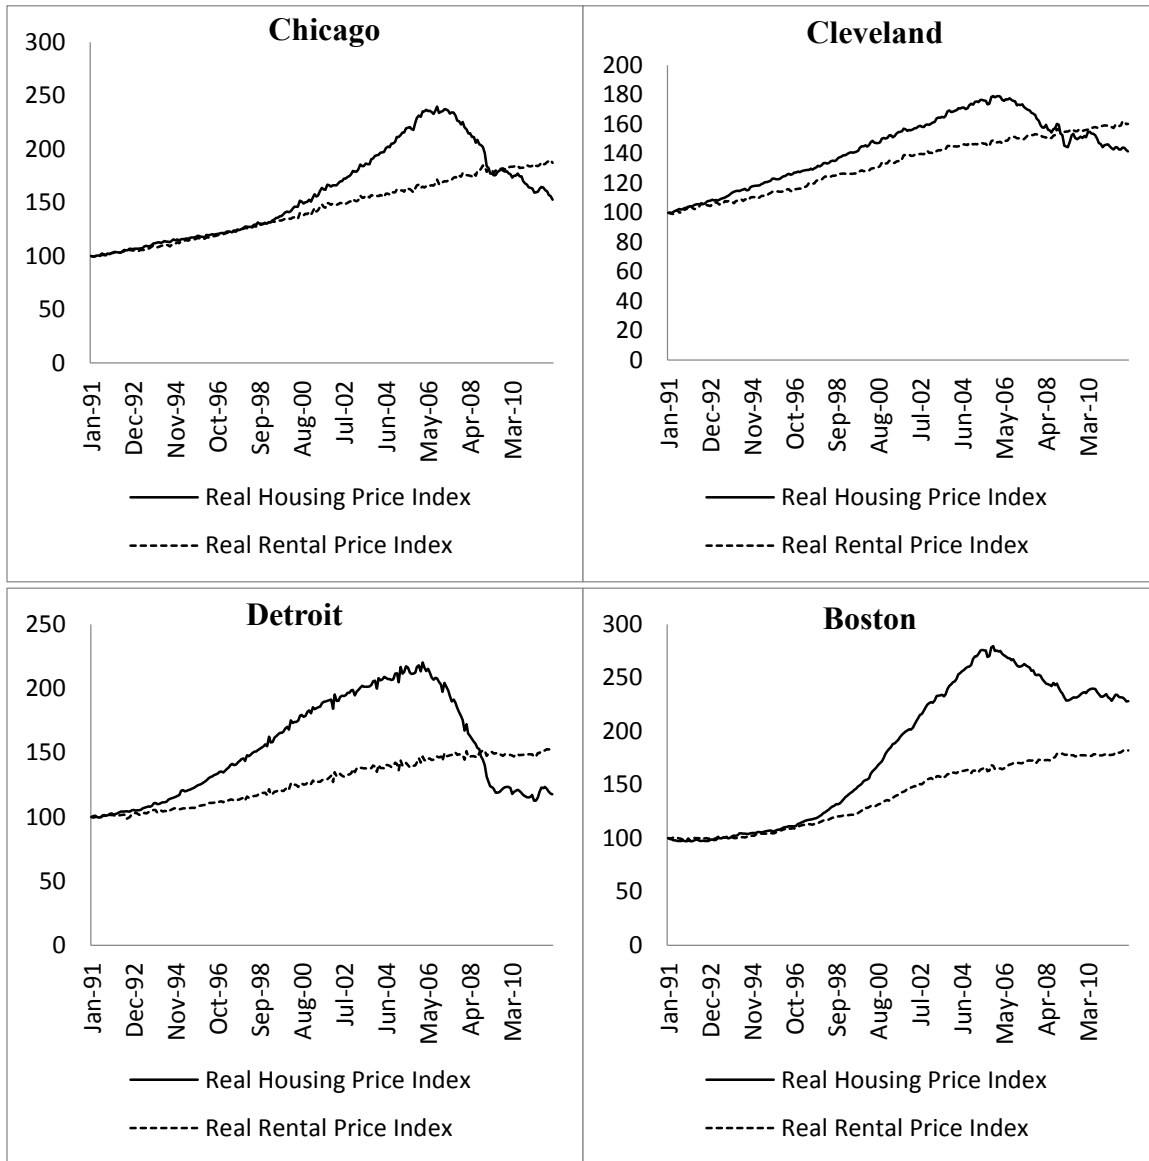 Chicago
300
250
200
150
100
50
0
Jan-91
Dec-92
Nov-94
Oct-96
Sep-98
Aug-00
Jul-02
Jun-04
May-06
Apr-08
Mar-10
Real Housing Price Index
Real Rental Price Index
Cleveland
200
180
160
140
120
100
80
60
40
20
0
Jan-91
Dec-92
Nov-94
Oct-96
Sep-98
Aug-00
Jul-02
Jun-04
May-06
Apr-08
Mar-10
Real Housing Price Index
Real Rental Price Index
Detroit
250
200
150
100
50
0
Jan-91
Dec-92
Nov-94
Oct-96
Sep-98
Aug-00
Jul-02
Jun-04
May-06
Apr-08
Mar-10
Real Housing Price Index
Real Rental Price Index
Boston
300
250
200
150
100
50
0
Jan-91
Dec-92
Nov-94
Oct-96
Sep-98
Aug-00
Jul-02
Jun-04
May-06
Apr-08
Mar-10
Real Housing Price Index
Real Rental Price Index